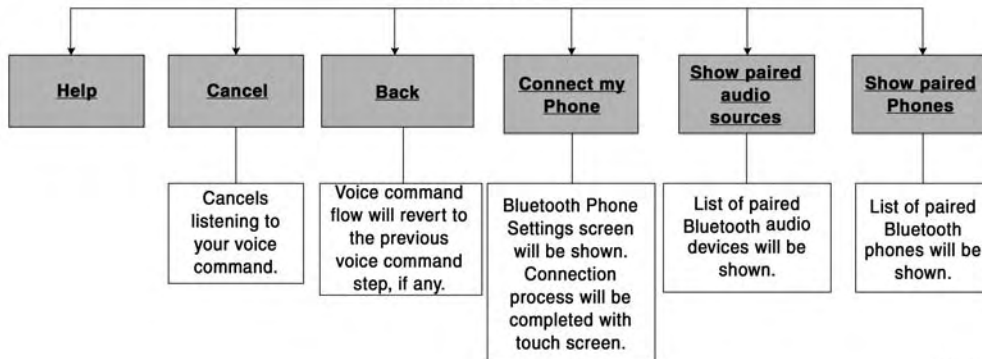 Help
Cancel
Back
Connect my
Phone
Show paired
audio
sources
Show paired
Phones
Cancels
listening to
your voice
command.
Voice command
flow will revert to
the previous
voice command
step, if any.
Bluetooth Phone
Settings screen
will be shown.
Connection
process will be
completed with
touch screen.
List of paired
Bluetooth audio
devices will be
shown.
List of paired
Bluetooth
phones will be
shown.